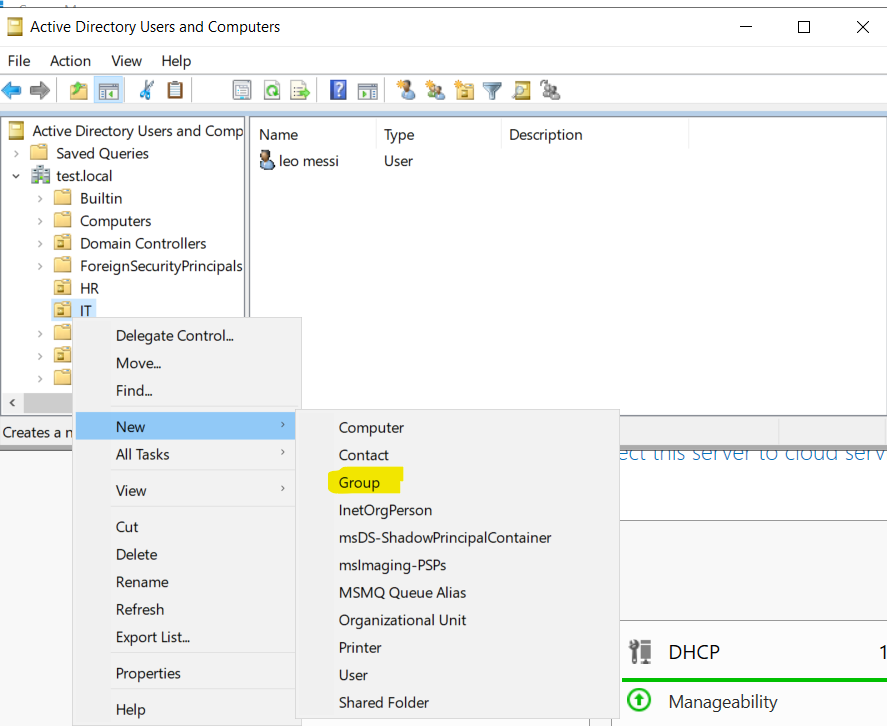 Active Directory Users and Computers
File Action View Help
Active Directory Users and Comp
Saved Queries
test.local
Builtin
Computers
Domain Controllers
ForeignSecurityPrincipals
HR
IT
Name Type Description
leo messi User
Delegate Control...
Move...
Find...
New
All Tasks
View
Cut
Delete
Rename
Refresh
Export List...
Properties
Help
Computer
Contact
Group
InetOrgPerson
msDS-ShadowPrincipalContainer
msImaging-PSPs
MSMQ Queue Alias
Organizational Unit
Printer
User
Shared Folder
Creates a n
ect this server to cloud serv
DHCP 1
Manageability